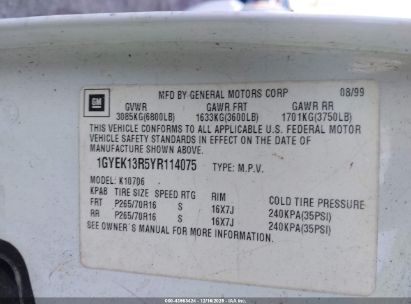 MFD BY GENERAL MOTORS CORP 08/99
GM
GVWR GAWR FRT GAWR RR
3085KG(6800LB) 1633KG(3600LB) 1701KG(3750LB)
THIS VEHICLE CONFORMS TO ALL APPLICABLE U.S. FEDERAL MOTOR
VEHICLE SAFETY STANDARDS IN EFFECT ON THE DATE OF
MANUFACTURE SHOWN ABOVE.
1GYEK13R5YR114075 TYPE: M.P.V.
MODEL: K10706
KPAB TIRE SIZE SPEED RTG RIM COLD TIRE PRESSURE
FRT P265/70R16 S 16X7J 240KPA(35PSI)
RR P265/70R16 S 16X7J 240KPA(35PSI)
SEE OWNER'S MANUAL FOR MORE INFORMATION.